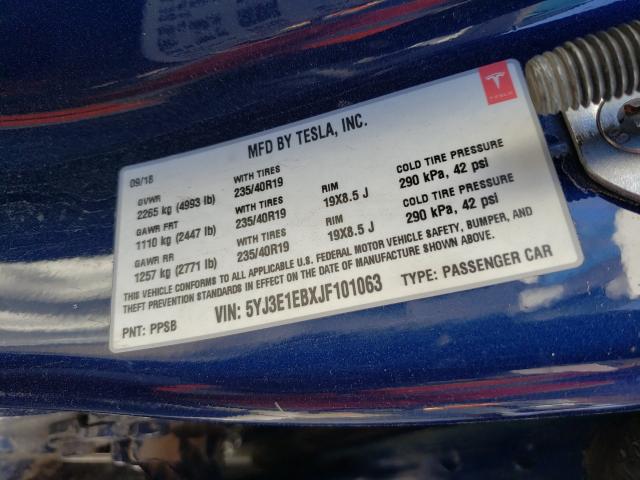 TESLA
MFD BY TESLA, INC.
09/18
GVWR
2265 kg (4993 lb)
WITH TIRES
235/40R19
COLD TIRE PRESSURE
290 kPa, 42 psi
GAWR FRT
1110 kg (2447 lb)
WITH TIRES
235/40R19
RIM
19X8.5 J
COLD TIRE PRESSURE
290 kPa, 42 psi
GAWR RR
1257 kg (2771 lb)
WITH TIRES
235/40R19
RIM
19X8.5 J
THIS VEHICLE CONFORMS TO ALL APPLICABLE U.S. FEDERAL MOTOR VEHICLE SAFETY, BUMPER, AND
THEFT PREVENTION STANDARDS IN EFFECT ON THE DATE OF MANUFACTURE SHOWN ABOVE.
PNT: PPSB
VIN: 5YJ3E1EBXJF101063
TYPE: PASSENGER CAR